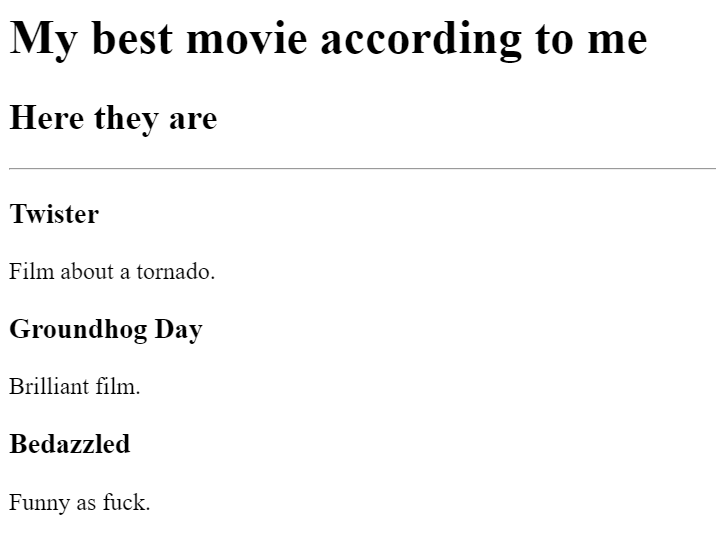 My best movie according to me
Here they are
Twister
Film about a tornado.
Groundhog Day
Brilliant film.
Bedazzled
Funny as fuck.